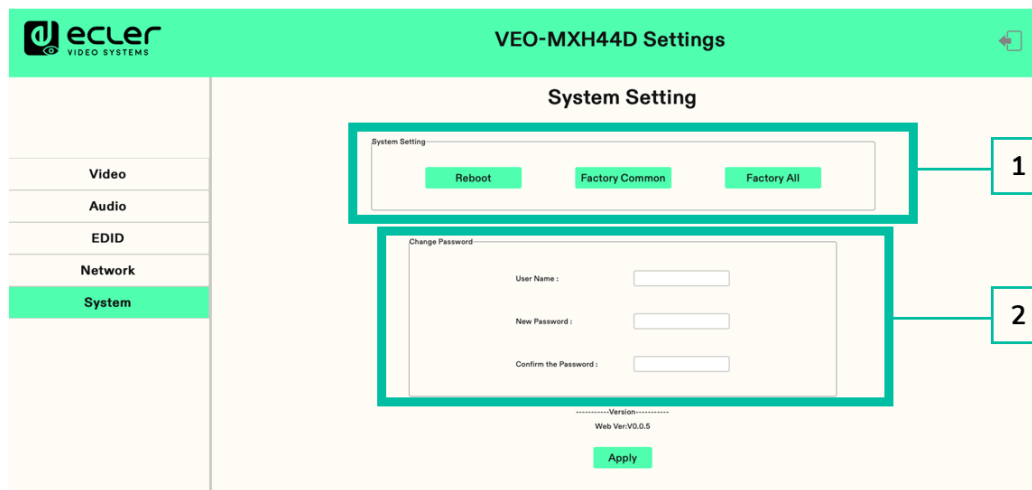 ecler
VIDEO SYSTEMS
VEO-MXH44D Settings
System Setting
System Setting
Reboot Factory Common Factory All
1
Video
Audio
EDID
Network
System
Change Password
User Name :
New Password :
Confirm the Password :
2
-----------Version-----------
Web Ver:V0.0.5
Apply